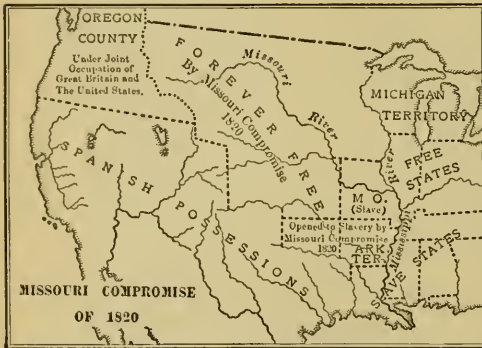 OREGON
COUNTY
Under Joint
Occupation of
Great Britain and
The United States.
FOREVER FREE
By Missouri Compromise
1820
Missouri
River
MICHIGAN
TERRITORY
River
FREE
STATES
SPANISH POSSESSIONS
MO.
(Slave)
Opened to Slavery by
Missouri Compromise
1820
ARK.
TER.
Mississippi
SLAVE STATES
MISSOURI COMPROMISE
OF 1820